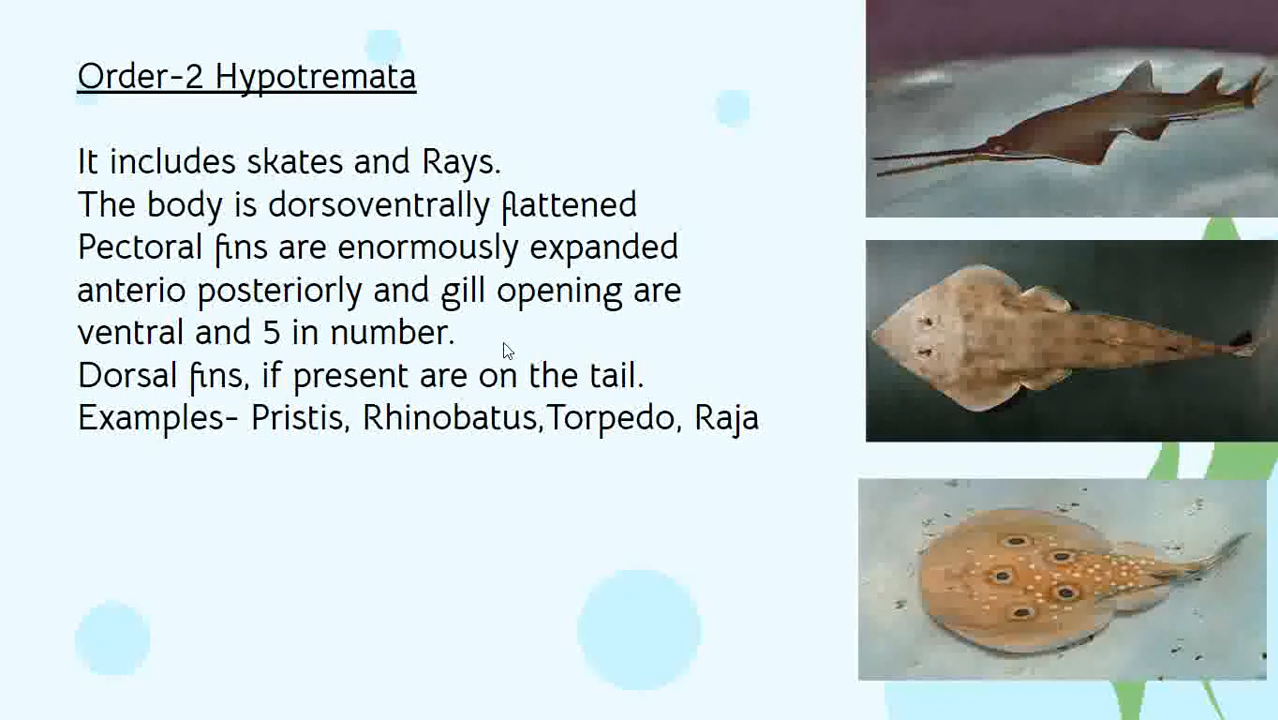 Order-2 Hypotremata
It includes skates and Rays.
The body is dorsoventrally flattened
Pectoral fins are enormously expanded
anterio posteriorly and gill opening are
ventral and 5 in number.
Dorsal fins, if present are on the tail.
Examples- Pristis, Rhinobatus,Torpedo, Raja